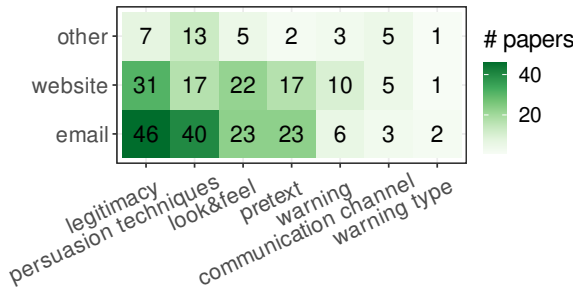 other 7 13 5 2 3 5 1
# papers
website 31 17 22 17 10 5 1
40
email 46 40 23 23 6 3 2
20
legitimacy
persuasion techniques
look&feel
pretext
warning
communication channel
warning type